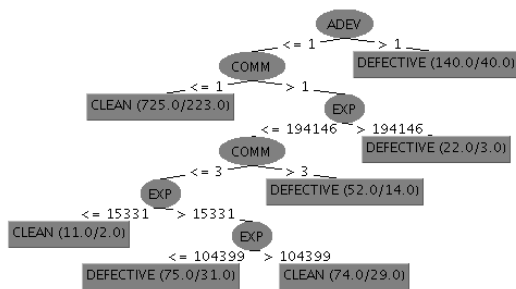 ADEV
<= 1 > 1
COMM DEFECTIVE (140.0/40.0)
<= 1 > 1
CLEAN (725.0/223.0) EXP
<= 194146 > 194146
COMM DEFECTIVE (22.0/3.0)
<= 3 > 3
EXP DEFECTIVE (52.0/14.0)
<= 15331 > 15331
CLEAN (11.0/2.0) EXP
<= 104399 > 104399
DEFECTIVE (75.0/31.0) CLEAN (74.0/29.0)